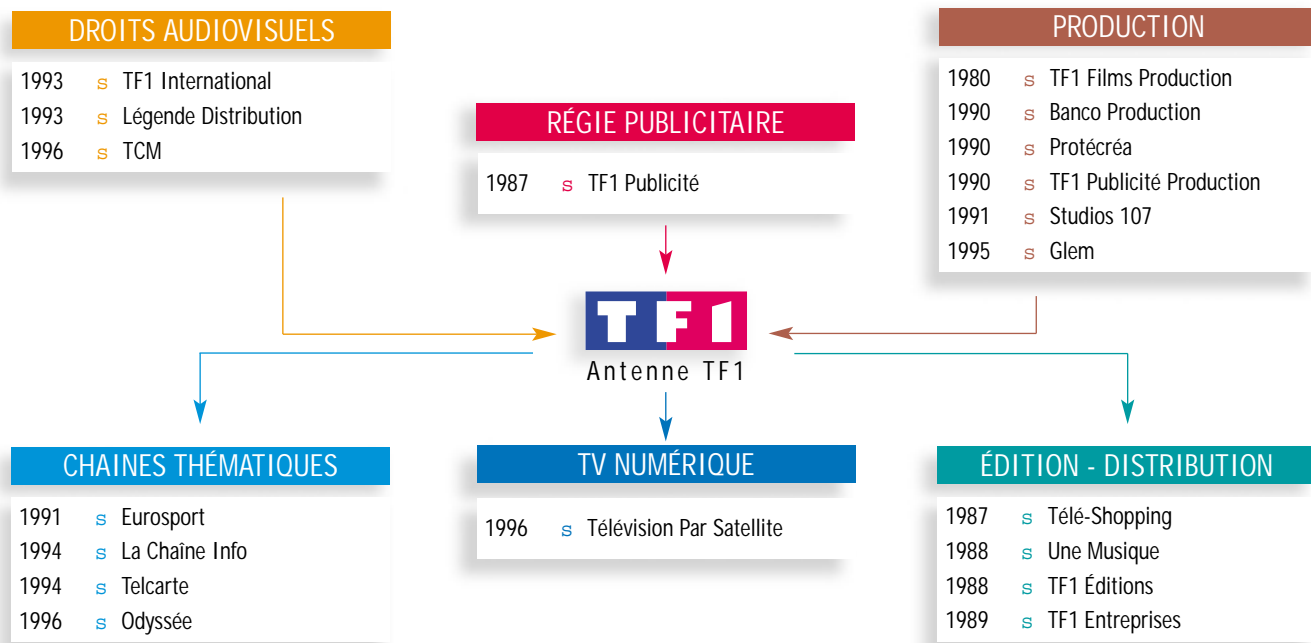 DROITS AUDIOVISUELS
1993 s TF1 International
1993 s Légende Distribution
1996 s TCM
RÉGIE PUBLICITAIRE
1987 s TF1 Publicité
PRODUCTION
1980 s TF1 Films Production
1990 s Banco Production
1990 s Protécréa
1990 s TF1 Publicité Production
1991 s Studios 107
1995 s Glem
TF1
Antenne TF1
CHAINES THÉMATIQUES
1991 s Eurosport
1994 s La Chaîne Info
1994 s Telcarte
1996 s Odyssée
TV NUMÉRIQUE
1996 s Télévision Par Satellite
ÉDITION - DISTRIBUTION
1987 s Télé-Shopping
1988 s Une Musique
1988 s TF1 Éditions
1989 s TF1 Entreprises